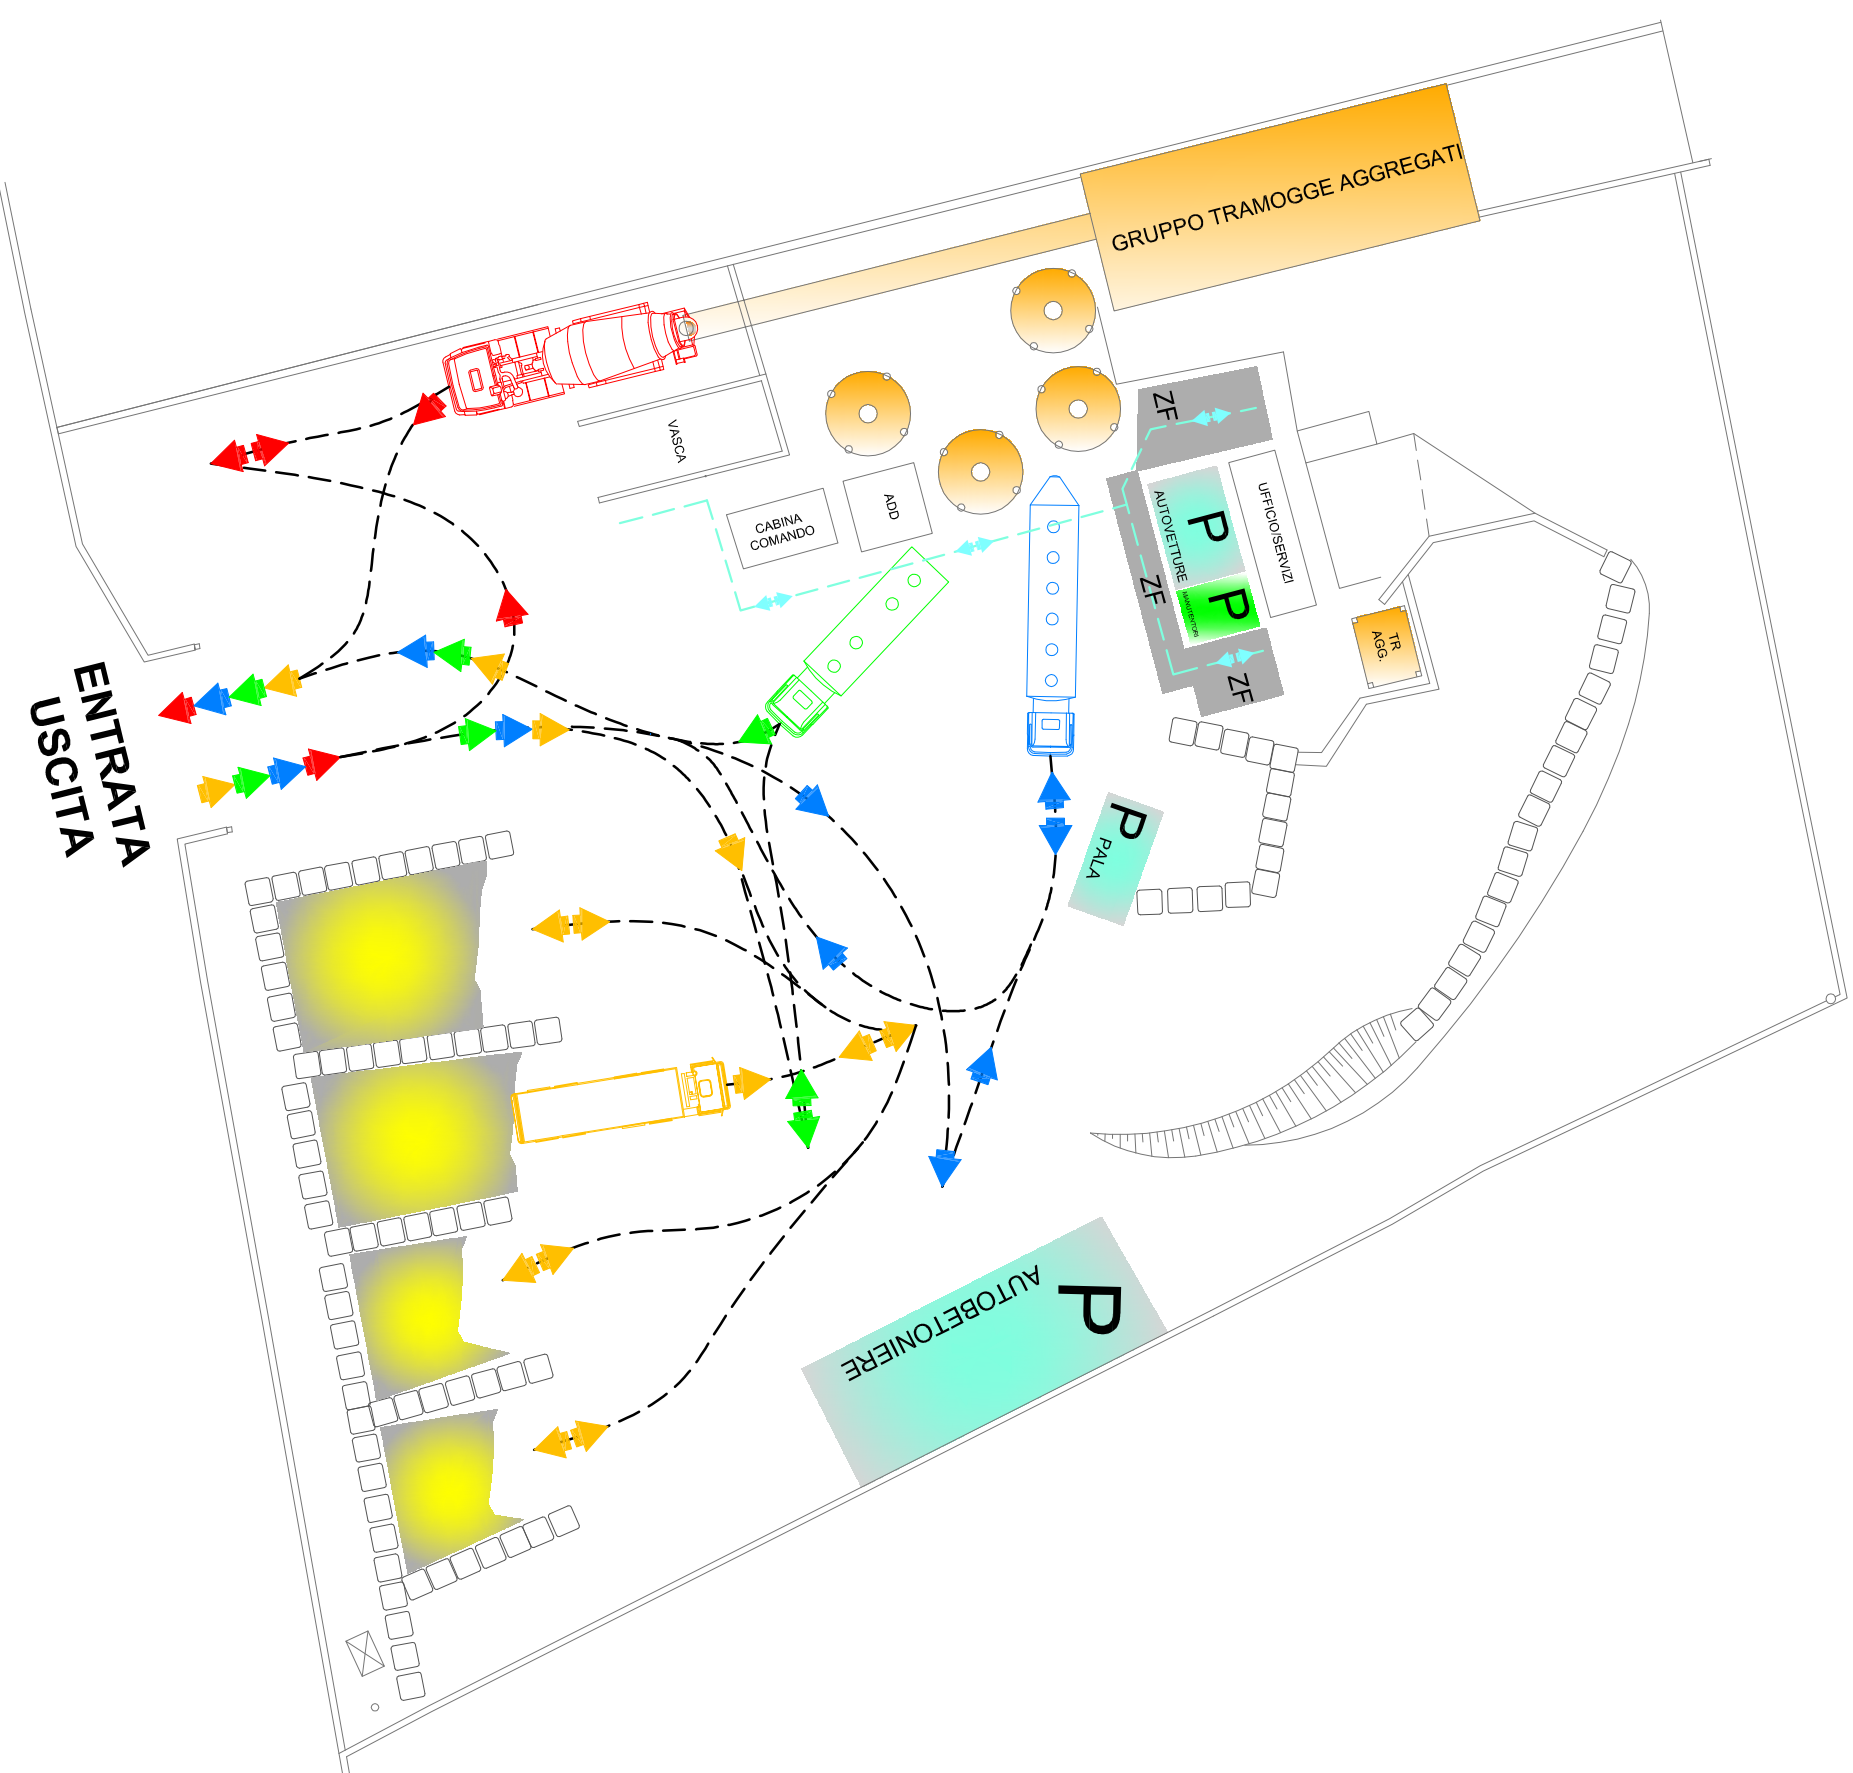 GRUPPO TRAMOGGE AGGREGATI
ZF
VASCA
P
AUTOVETTURE
UFFICIO/SERVIZI
ADD
CABINA
COMANDO
ZF
P
MANUTENTORI
TR
AGG.
ZF
ENTRATA
USCITA
P
PALA
P
AUTOBETONIERE